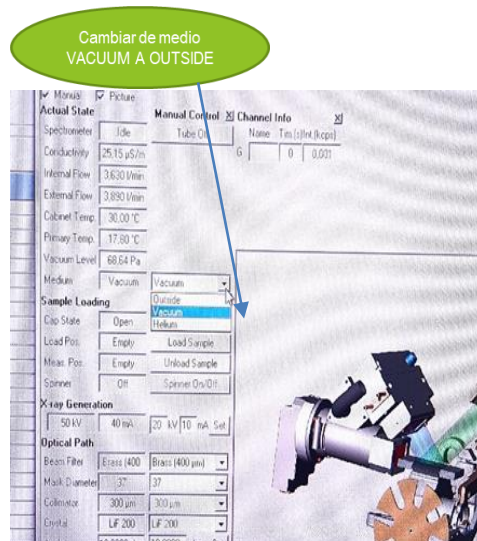 Cambiar de medio
VACUUM A OUTSIDE
Manual Picture
Actual State
Manual Control
Channel Info
Spectrometer Idle
Name Tim [s] Int [kcps]
Conductivity 25,15 µS/m
G 0 0,001
Internal Flow 3,630 l/min
External Flow 3,890 l/min
Cabinet Temp. 30,00 °C
Primary Temp. 17,80 °C
Vacuum Level 68,64 Pa
Medium Vacuum Vacuum
Outside
Vacuum
Helium
Sample Loading
Cap State Open
Load Pos. Empty Load Sample
Meas. Pos. Empty Unload Sample
Spinner Off Spinner On/Off
X-ray Generation
50 kV 40 mA 20 kV 10 mA Set
Optical Path
Beam Filter Brass (400 Brass (400 µm)
Mask Diameter 37 37
Collimator 300 µm 300 µm
Crystal LiF 200 LiF 200